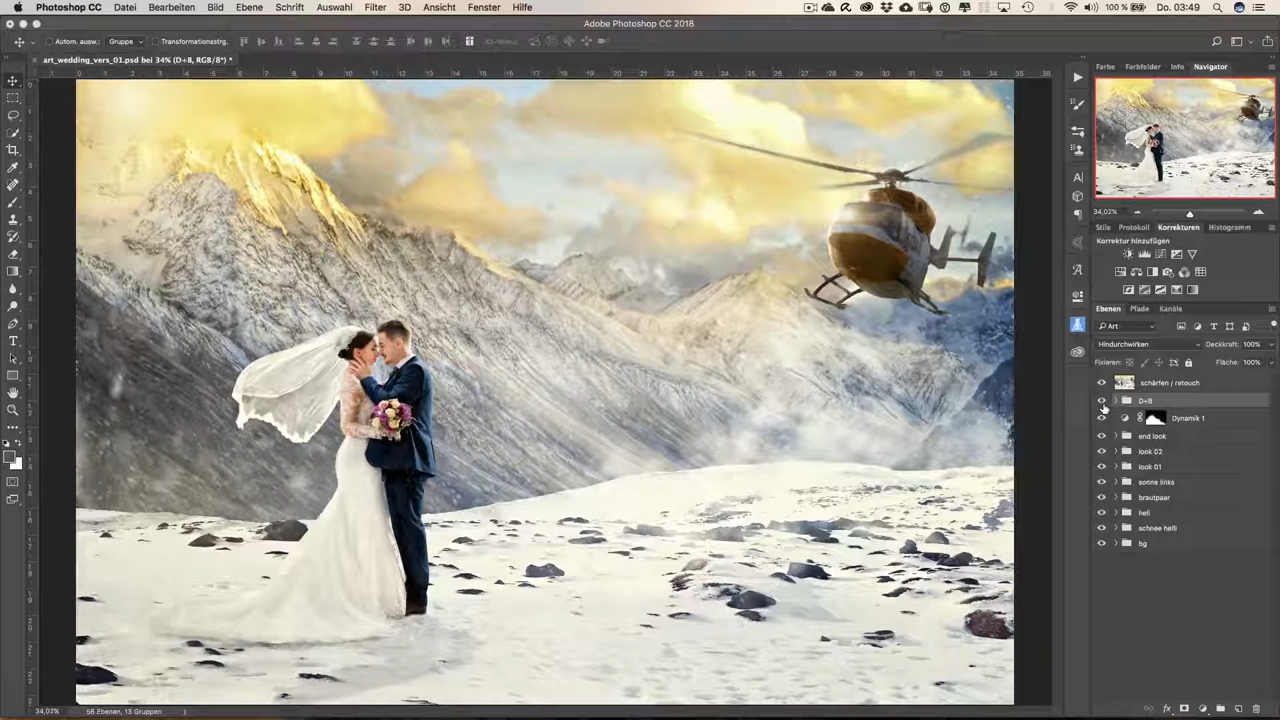 Photoshop CC Datei Bearbeiten Bild Ebene Schrift Auswahl Filter 3D Ansicht Fenster Hilfe 100 % Do. 03:49
Adobe Photoshop CC 2018
Autom. ausw.: Gruppe Transformationsstrg. 3D-Modus:
art_wedding_vers_01.psd bei 34% (D+B, RGB/8*) *
Farbe Farbfelder Info Navigator
34,02%
Stile Protokoll Korrekturen Histogramm
Korrektur hinzufügen
Ebenen Pfade Kanäle
Art
Hindurchwirken Deckkraft: 100%
Fixieren: Fläche: 100%
schärfen / retouch
D+B
Dynamik 1
end look
look 02
look 01
sonne links
brautpaar
heli
schnee helli
bg
34,02% 56 Ebenen, 13 Gruppen